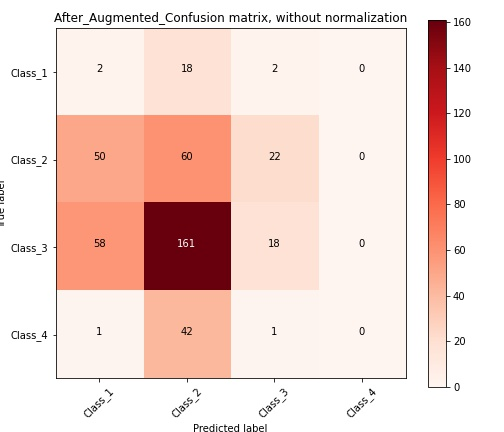 After_Augmented_Confusion matrix, without normalization
Class_1 2 18 2 0
Class_2 50 60 22 0
Class_3 58 161 18 0
Class_4 1 42 1 0
Class_1 Class_2 Class_3 Class_4
Predicted label
label
160
140
120
100
80
60
40
20
0